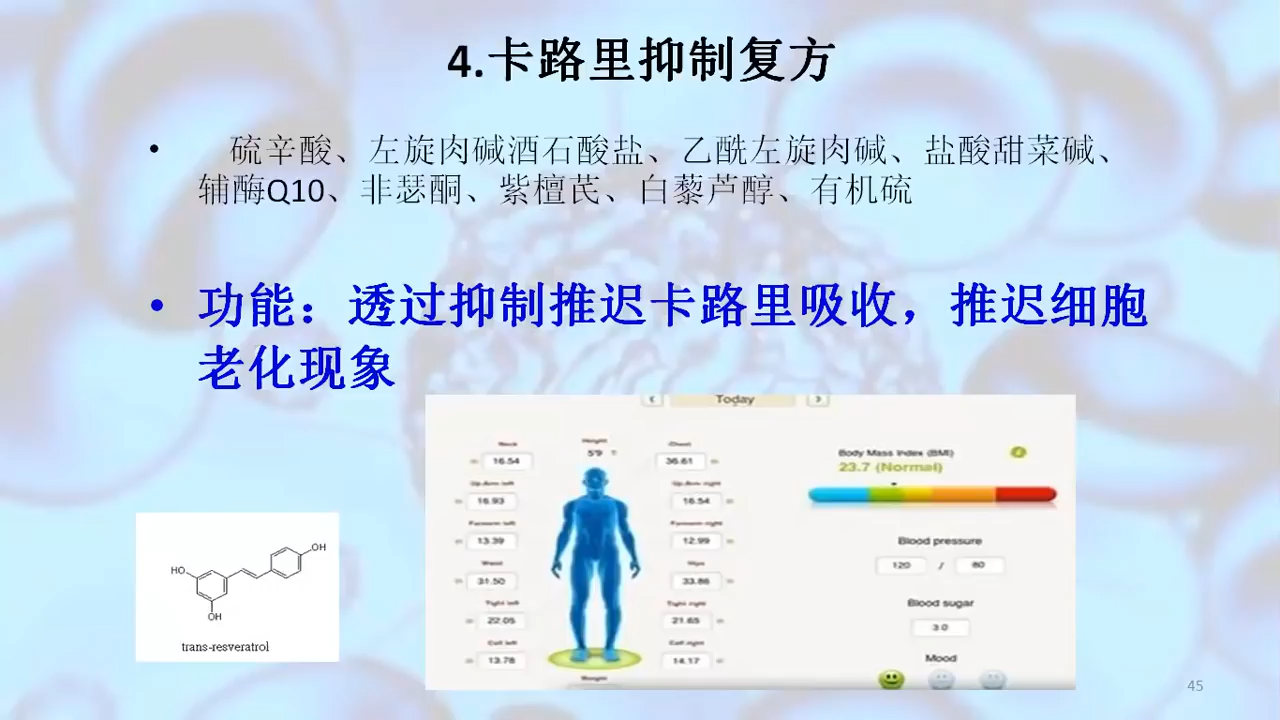 4.卡路里抑制复方
• 硫辛酸、左旋肉碱酒石酸盐、乙酰左旋肉碱、盐酸甜菜碱、
辅酶Q10、非瑟酮、紫檀芪、白藜芦醇、有机硫
• 功能：透过抑制推迟卡路里吸收，推迟细胞
老化现象
‹ Today ›
Neck
Height
Chest
16.54
5'9
36.61
Up.Arm left
Up.Arm right
16.93
16.54
Forearm left
Forearm right
13.39
12.99
Waist
Hips
31.50
33.86
Tight left
Tight right
22.05
21.65
Calf left
Calf right
13.78
14.17
Weight
Body Mass Index (BMI)
23.7 (Normal)
Blood pressure
120 / 80
Blood sugar
3.0
Mood
OH
HO
OH
trans-resveratrol
45